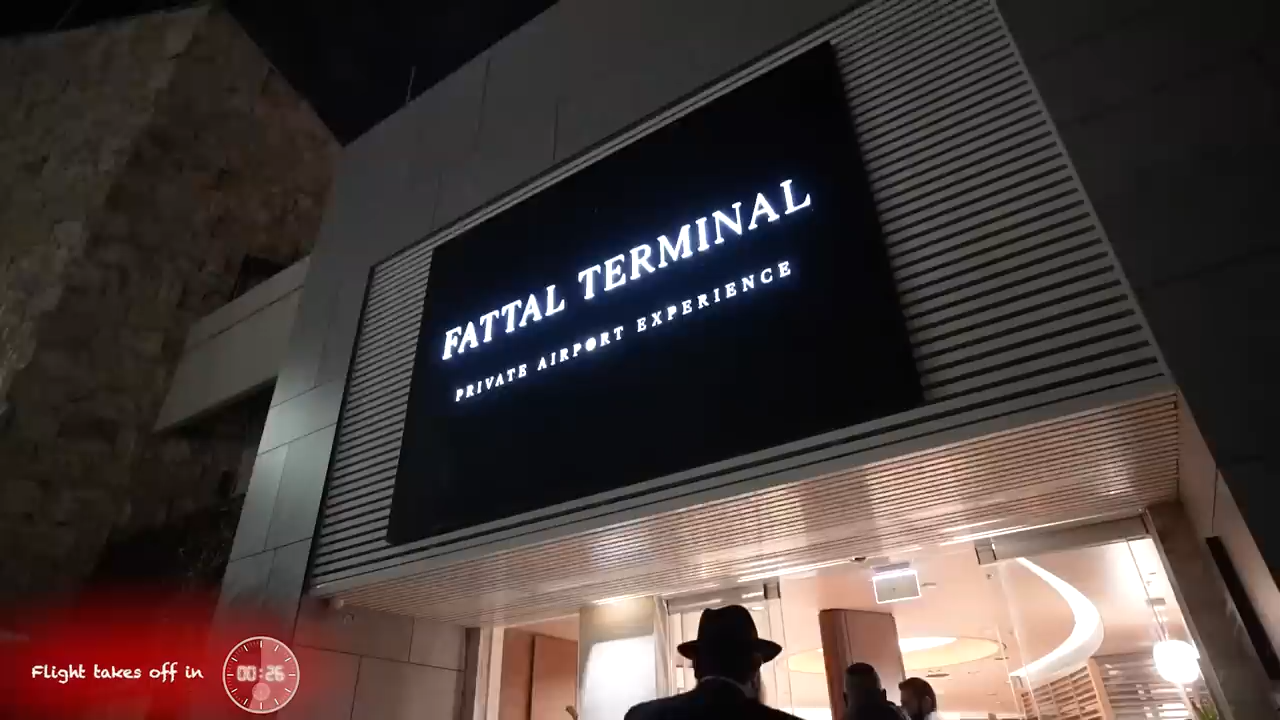 FATTAL TERMINAL
PRIVATE AIRPORT EXPERIENCE
Flight takes off in
00:26